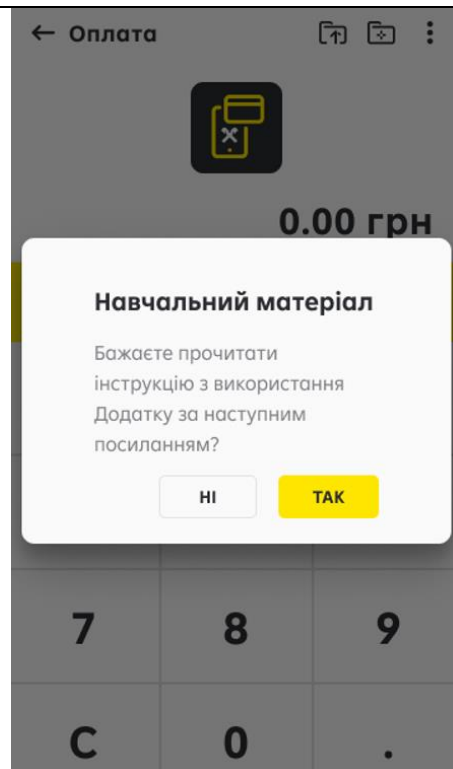 ← Оплата
0.00 грн
Навчальний матеріал
Бажаєте прочитати
інструкцію з використання
Додатку за наступним
посиланням?
НІ ТАК
7 8 9
C 0 .